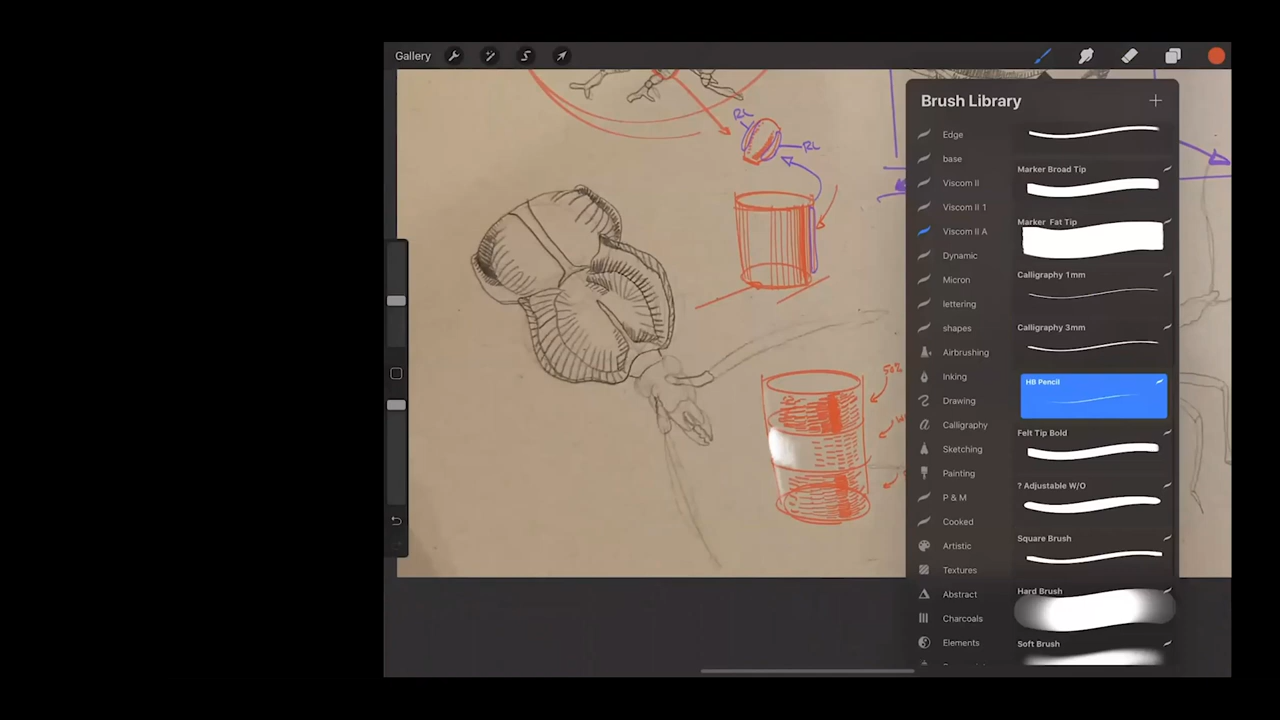 Gallery
Brush Library
Edge
base
Viscom II
Viscom II 1
Viscom II A
Dynamic
Micron
lettering
shapes
Airbrushing
Inking
Drawing
Calligraphy
Sketching
Painting
P & M
Cooked
Artistic
Textures
Abstract
Charcoals
Elements
Marker Broad Tip
Marker Fat Tip
Calligraphy 1mm
Calligraphy 3mm
HB Pencil
Felt Tip Bold
? Adjustable W/O
Square Brush
Hard Brush
Soft Brush
RL
RL
50%